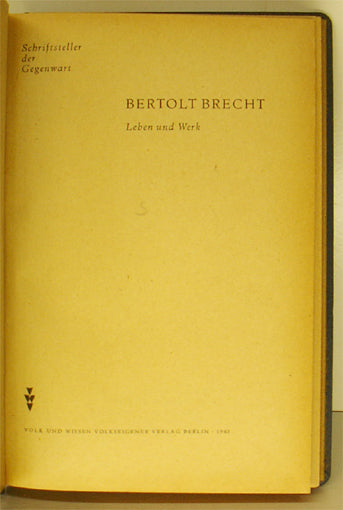 Schriftsteller
der
Gegenwart
BERTOLT BRECHT
Leben und Werk
VOLK UND WISSEN VOLKSEIGENER VERLAG BERLIN ·